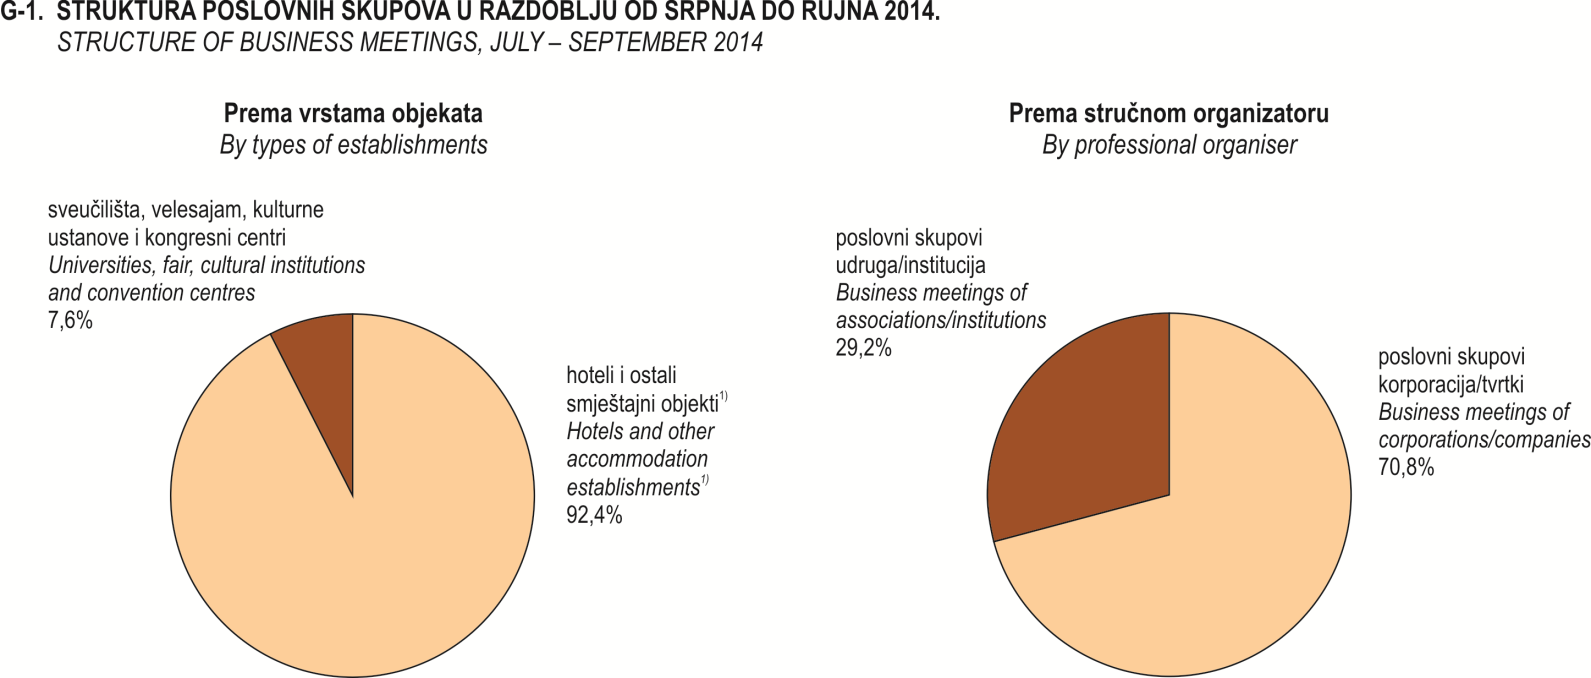 G-1. STRUKTURA POSLOVNIH SKUPOVA U RAZDOBLJU OD SRPNJA DO RUJNA 2014.
STRUCTURE OF BUSINESS MEETINGS, JULY – SEPTEMBER 2014
Prema vrstama objekata
By types of establishments
sveučilišta, velesajam, kulturne
ustanove i kongresni centri
Universities, fair, cultural institutions
and convention centres
7,6%
hoteli i ostali
smještajni objekti1)
Hotels and other
accommodation
establishments1)
92,4%
Prema stručnom organizatoru
By professional organiser
poslovni skupovi
udruga/institucija
Business meetings of
associations/institutions
29,2%
poslovni skupovi
korporacija/tvrtki
Business meetings of
corporations/companies
70,8%